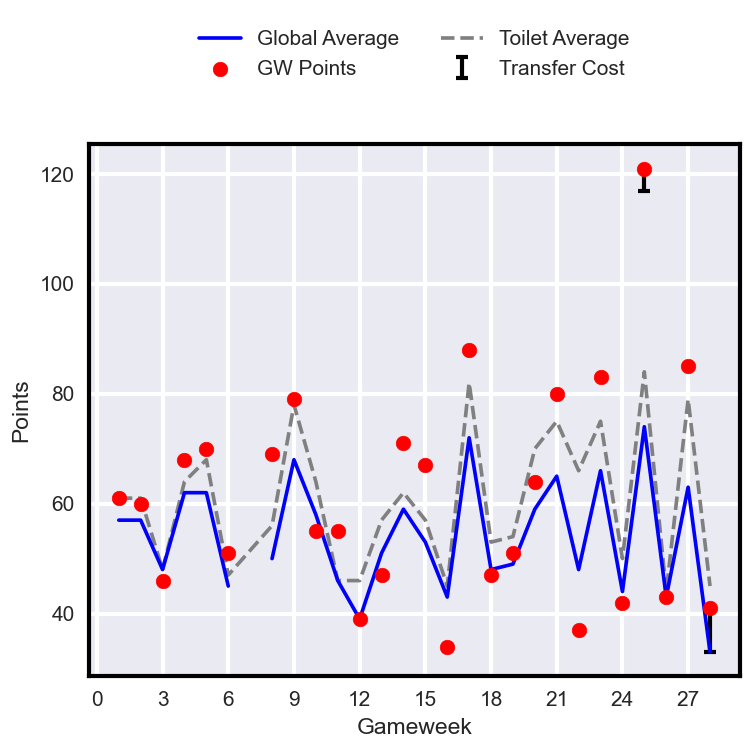 Global Average
Toilet Average
GW Points
Transfer Cost
120
100
80
60
40
Points
0 3 6 9 12 15 18 21 24 27
Gameweek